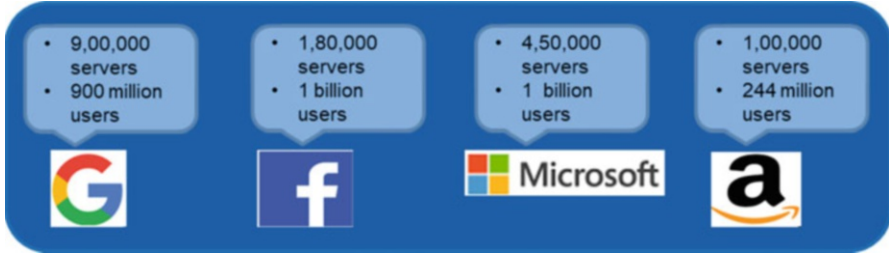 • 9,00,000
servers
• 900 million
users
• 1,80,000
servers
• 1 billion
users
• 4,50,000
servers
• 1 billion
users
• 1,00,000
servers
• 244 million
users
G
f
Microsoft
a